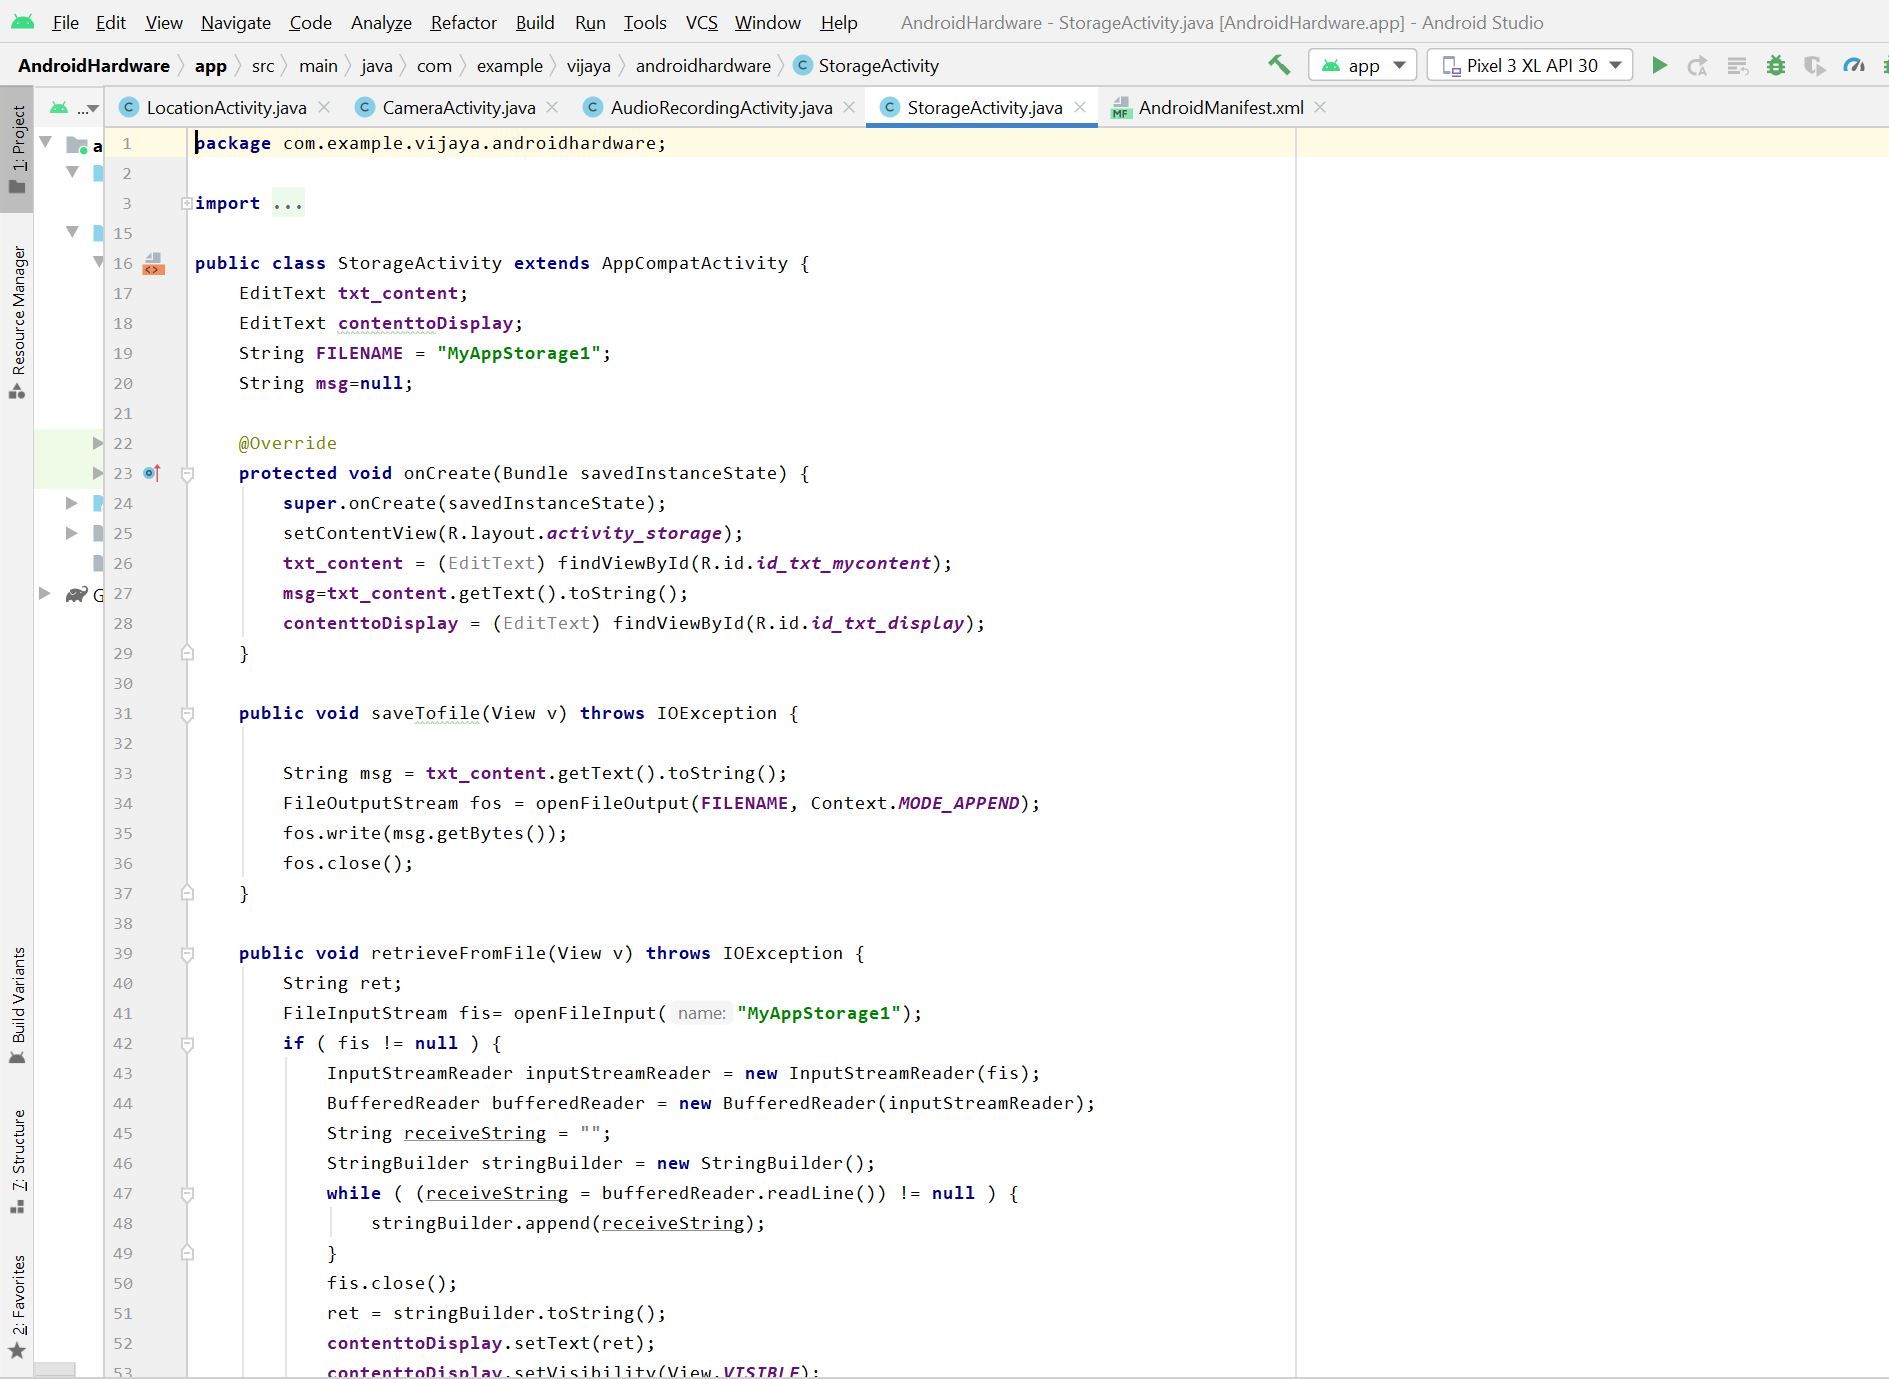 File Edit View Navigate Code Analyze Refactor Build Run Tools VCS Window Help AndroidHardware - StorageActivity.java [AndroidHardware.app] - Android Studio
AndroidHardware app src main java com example vijaya androidhardware StorageActivity app Pixel 3 XL API 30
... LocationActivity.java CameraActivity.java AudioRecordingActivity.java StorageActivity.java AndroidManifest.xml
1: Project
Resource Manager
Build Variants
7: Structure
2: Favorites
a
G
1 package com.example.vijaya.androidhardware;
2
3 import ...
15
16 public class StorageActivity extends AppCompatActivity {
17 EditText txt_content;
18 EditText contenttoDisplay;
19 String FILENAME = "MyAppStorage1";
20 String msg=null;
21
22 @Override
23 protected void onCreate(Bundle savedInstanceState) {
24 super.onCreate(savedInstanceState);
25 setContentView(R.layout.activity_storage);
26 txt_content = (EditText) findViewById(R.id.id_txt_mycontent);
27 msg=txt_content.getText().toString();
28 contenttoDisplay = (EditText) findViewById(R.id.id_txt_display);
29 }
30
31 public void saveTofile(View v) throws IOException {
32
33 String msg = txt_content.getText().toString();
34 FileOutputStream fos = openFileOutput(FILENAME, Context.MODE_APPEND);
35 fos.write(msg.getBytes());
36 fos.close();
37 }
38
39 public void retrieveFromFile(View v) throws IOException {
40 String ret;
41 FileInputStream fis= openFileInput( name: "MyAppStorage1");
42 if ( fis != null ) {
43 InputStreamReader inputStreamReader = new InputStreamReader(fis);
44 BufferedReader bufferedReader = new BufferedReader(inputStreamReader);
45 String receiveString = "";
46 StringBuilder stringBuilder = new StringBuilder();
47 while ( (receiveString = bufferedReader.readLine()) != null ) {
48 stringBuilder.append(receiveString);
49 }
50 fis.close();
51 ret = stringBuilder.toString();
52 contenttoDisplay.setText(ret);
53 contenttoDisplay.setVisibility(View.VISIBLE);